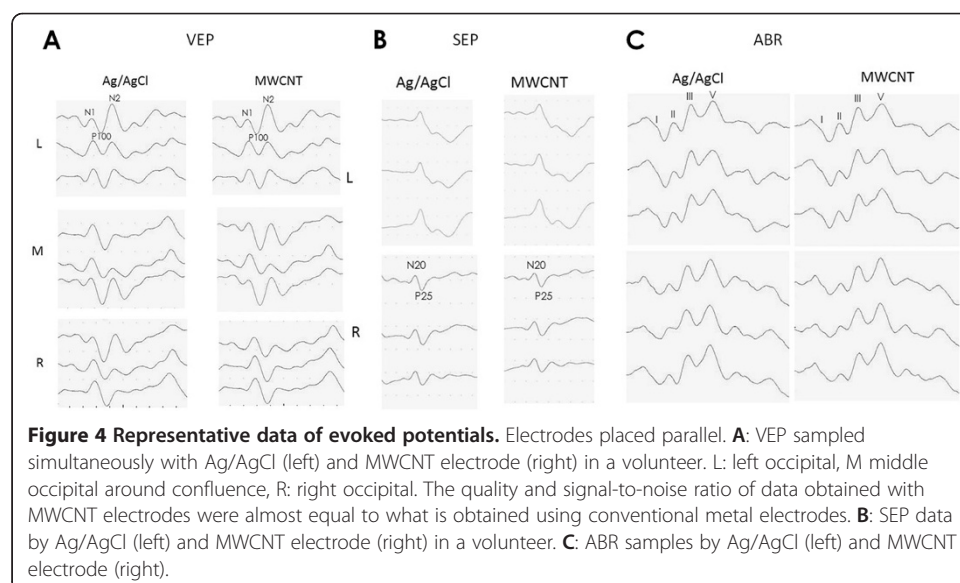 A VEP B SEP C ABR
Ag/AgCl MWCNT Ag/AgCl MWCNT Ag/AgCl MWCNT
N1 N2 N1 N2 I II III V I II III V
P100 P100
L L
M
N20 N20
P25 P25
R R
Figure 4 Representative data of evoked potentials. Electrodes placed parallel. A: VEP sampled
simultaneously with Ag/AgCl (left) and MWCNT electrode (right) in a volunteer. L: left occipital, M middle
occipital around confluence, R: right occipital. The quality and signal-to-noise ratio of data obtained with
MWCNT electrodes were almost equal to what is obtained using conventional metal electrodes. B: SEP data
by Ag/AgCl (left) and MWCNT electrode (right) in a volunteer. C: ABR samples by Ag/AgCl (left) and MWCNT
electrode (right).